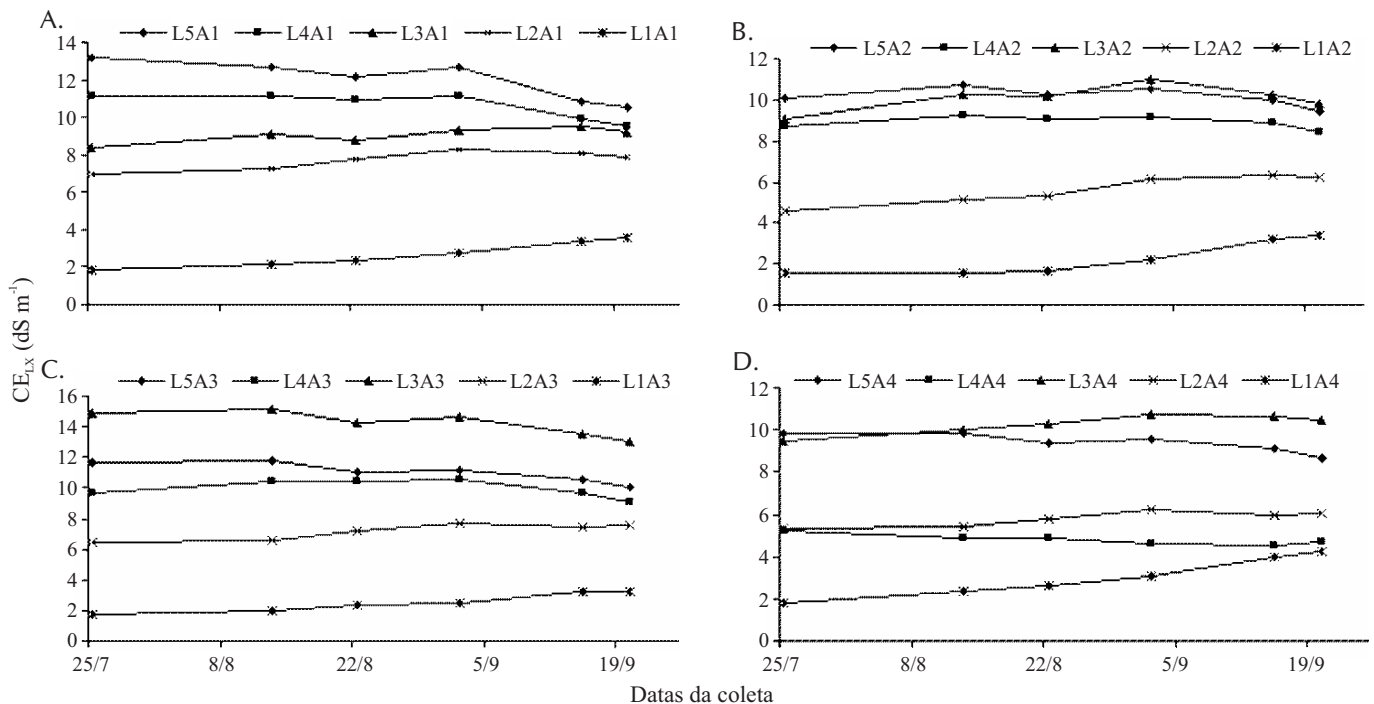 A.
L5A1 L4A1 L3A1 L2A1 L1A1
14
12
10
8
6
4
2
0
B.
L5A2 L4A2 L3A2 L2A2 L1A2
12
10
8
6
4
2
0
CE_LX (dS m⁻¹)
C.
L5A3 L4A3 L3A3 L2A3 L1A3
16
14
12
10
8
6
4
2
0
25/7 8/8 22/8 5/9 19/9
D.
L5A4 L4A4 L3A4 L2A4 L1A4
12
10
8
6
4
2
0
25/7 8/8 22/8 5/9 19/9
Datas da coleta